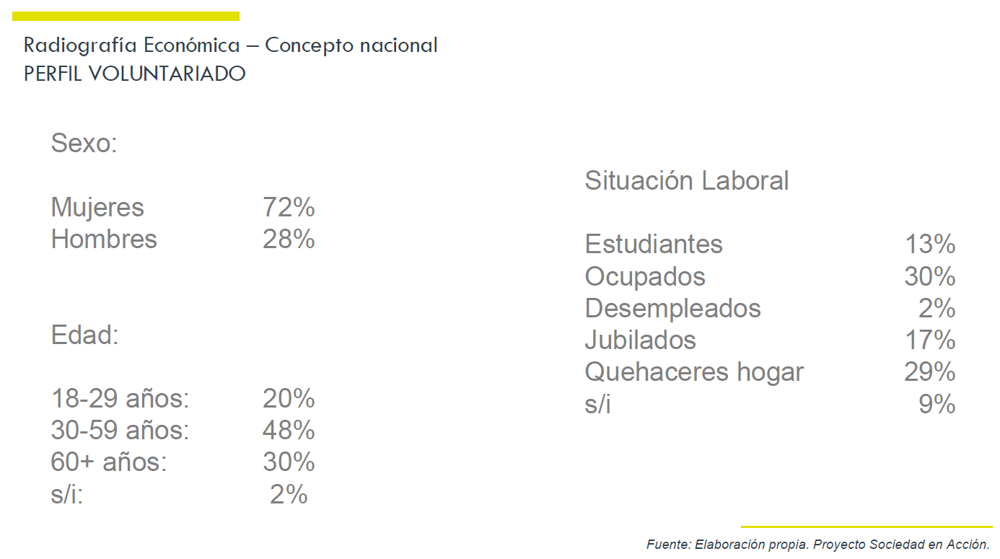 Radiografía Económica – Concepto nacional
PERFIL VOLUNTARIADO
Sexo:
Mujeres 72%
Hombres 28%
Edad:
18-29 años: 20%
30-59 años: 48%
60+ años: 30%
s/i: 2%
Situación Laboral
Estudiantes 13%
Ocupados 30%
Desempleados 2%
Jubilados 17%
Quehaceres hogar 29%
s/i 9%
Fuente: Elaboración propia. Proyecto Sociedad en Acción.